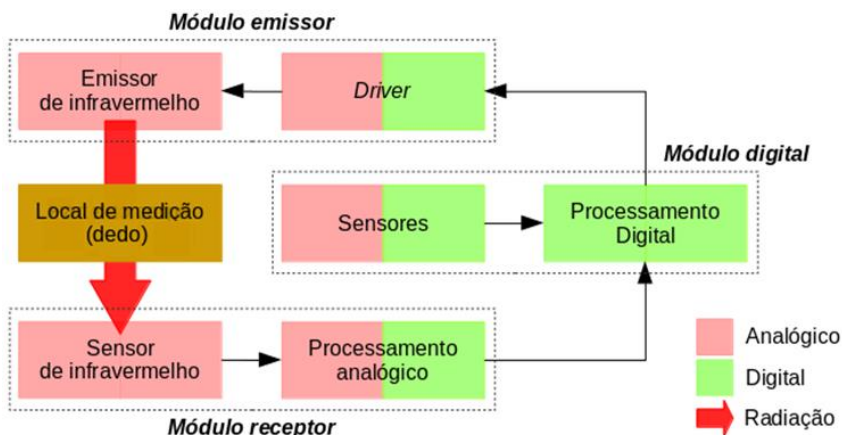 Módulo emissor
Emissor
de infravermelho
Driver
Módulo digital
Local de medição
(dedo)
Sensores
Processamento
Digital
Sensor
de infravermelho
Processamento
analógico
Módulo receptor
Analógico
Digital
Radiação